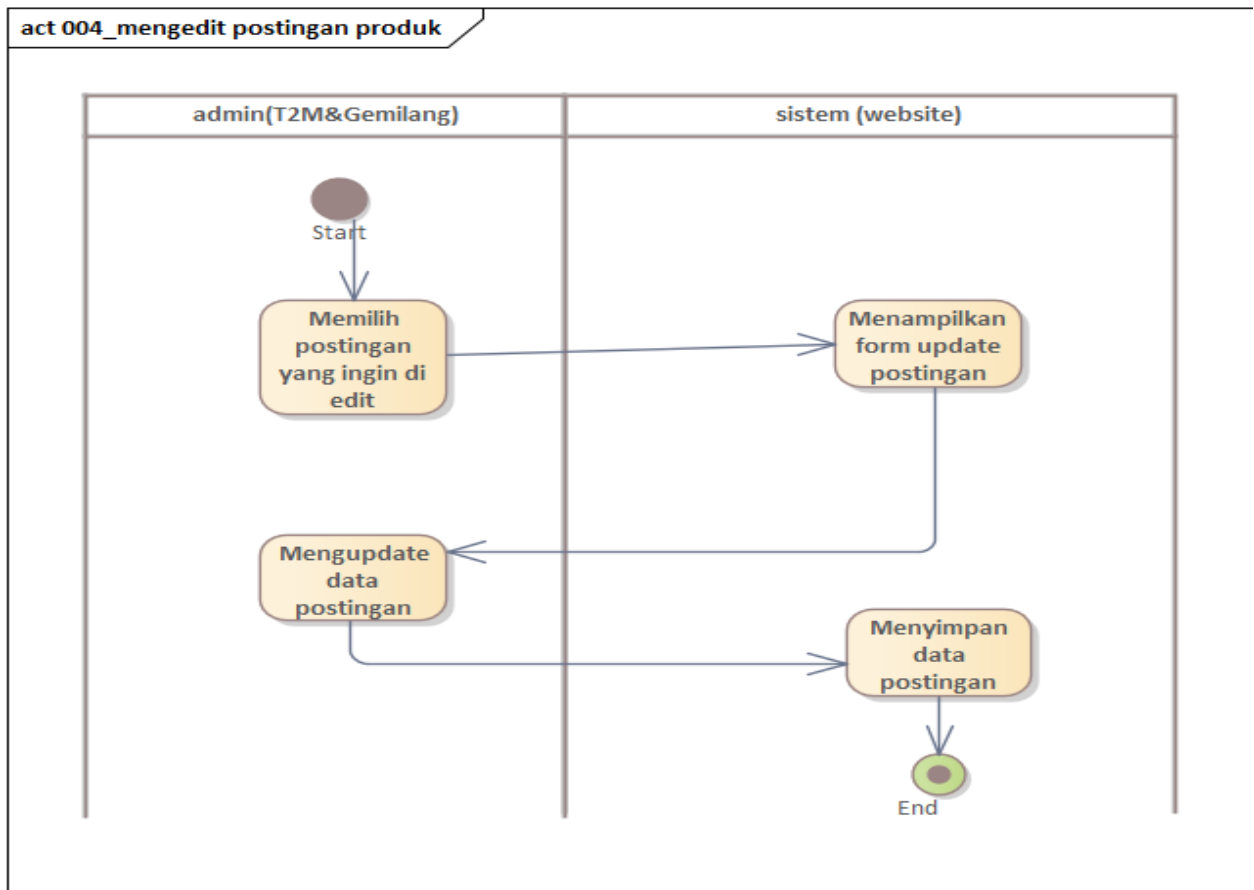 act 004_mengedit postingan produk
admin(T2M&Gemilang)
sistem (website)
Start
Memilih
postingan
yang ingin di
edit
Menampilkan
form update
postingan
Mengupdate
data
postingan
Menyimpan
data
postingan
End